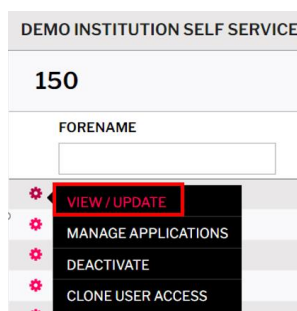 DEMO INSTITUTION SELF SERVICE
150
FORENAME
VIEW / UPDATE
MANAGE APPLICATIONS
DEACTIVATE
CLONE USER ACCESS